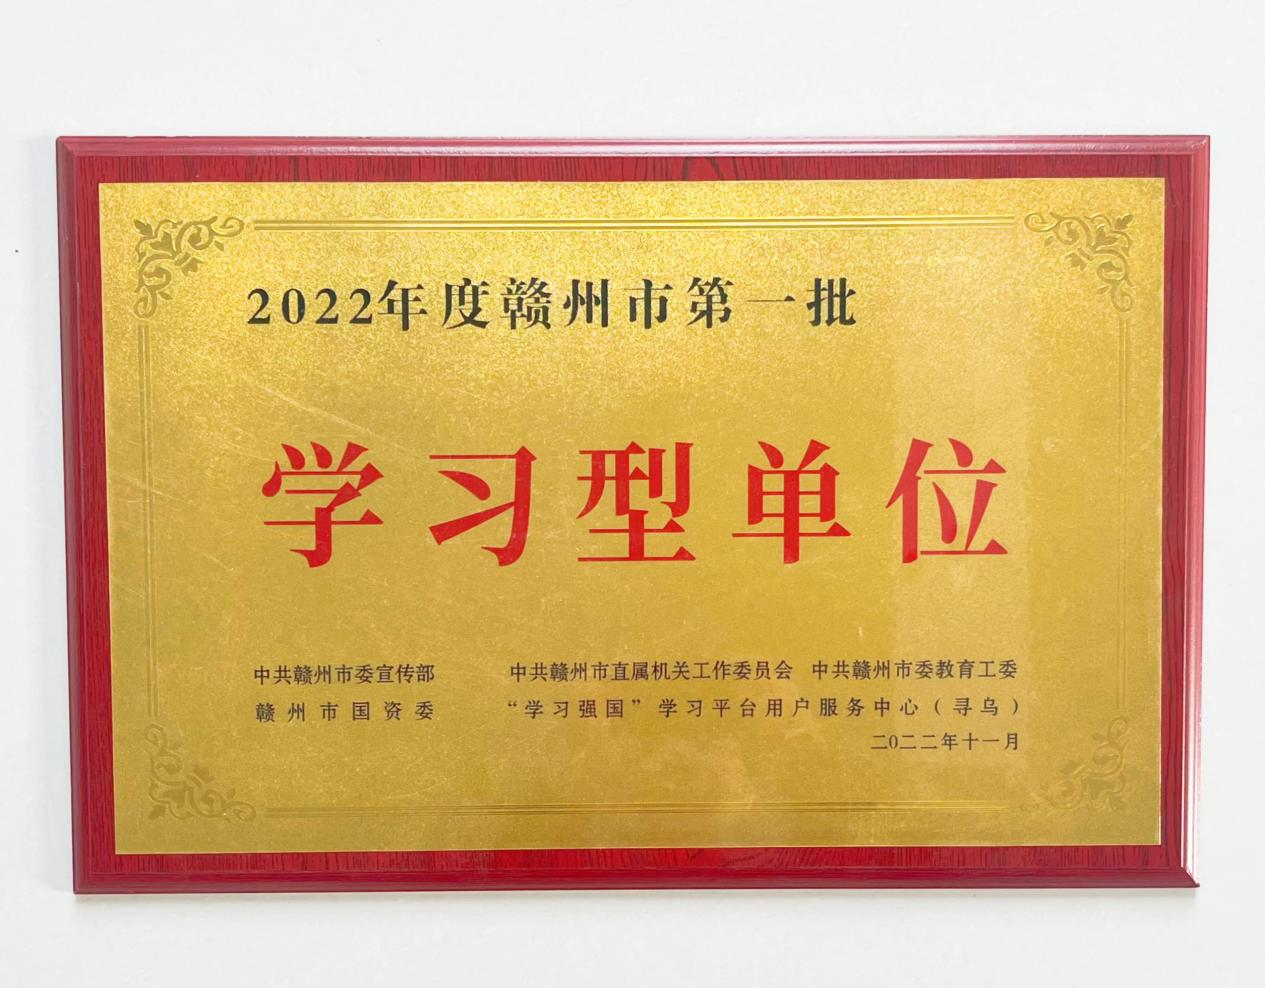 2022年度赣州市第一批
学习型单位
中共赣州市委宣传部 中共赣州市直属机关工作委员会 中共赣州市委教育工委
赣州市国资委 “学习强国”学习平台用户服务中心（寻乌）
二〇二二年十一月